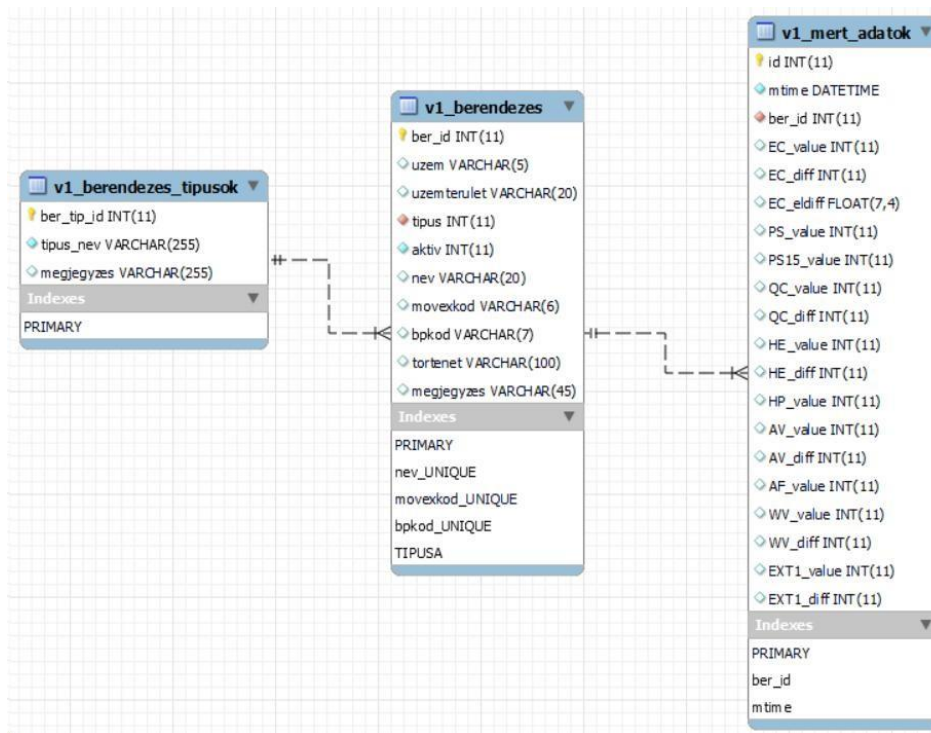 v1_berendezes_tipusok
ber_tip_id INT(11)
tipus_nev VARCHAR(255)
megjegyzes VARCHAR(255)
Indexes
PRIMARY
v1_berendezes
ber_id INT(11)
uzem VARCHAR(5)
uzemterulet VARCHAR(20)
tipus INT(11)
aktiv INT(11)
nev VARCHAR(20)
movexkod VARCHAR(6)
bpkod VARCHAR(7)
tortenet VARCHAR(100)
megjegyzes VARCHAR(45)
Indexes
PRIMARY
nev_UNIQUE
movexkod_UNIQUE
bpkod_UNIQUE
TIPUSA
v1_mert_adatok
id INT(11)
mtime DATETIME
ber_id INT(11)
EC_value INT(11)
EC_diff INT(11)
EC_eldiff FLOAT(7,4)
PS_value INT(11)
PS15_value INT(11)
QC_value INT(11)
QC_diff INT(11)
HE_value INT(11)
HE_diff INT(11)
HP_value INT(11)
AV_value INT(11)
AV_diff INT(11)
AF_value INT(11)
WV_value INT(11)
WV_diff INT(11)
EXT1_value INT(11)
EXT1_diff INT(11)
Indexes
PRIMARY
ber_id
mtime